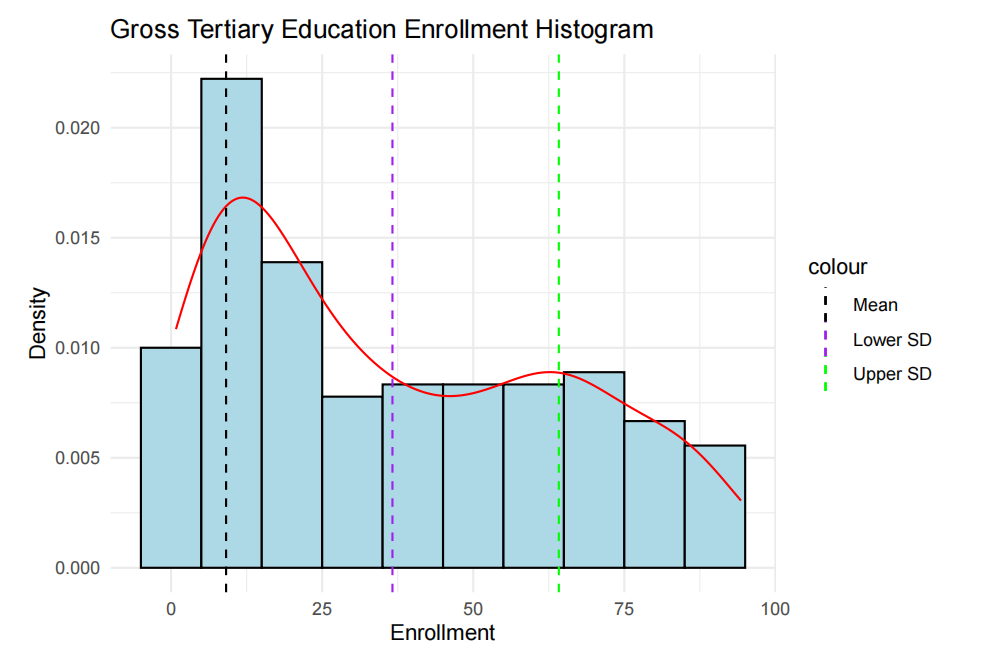 Gross Tertiary Education Enrollment Histogram
0.020
0.015
0.010
0.005
0.000
Density
0
25
50
75
100
Enrollment
colour
Mean
Lower SD
Upper SD